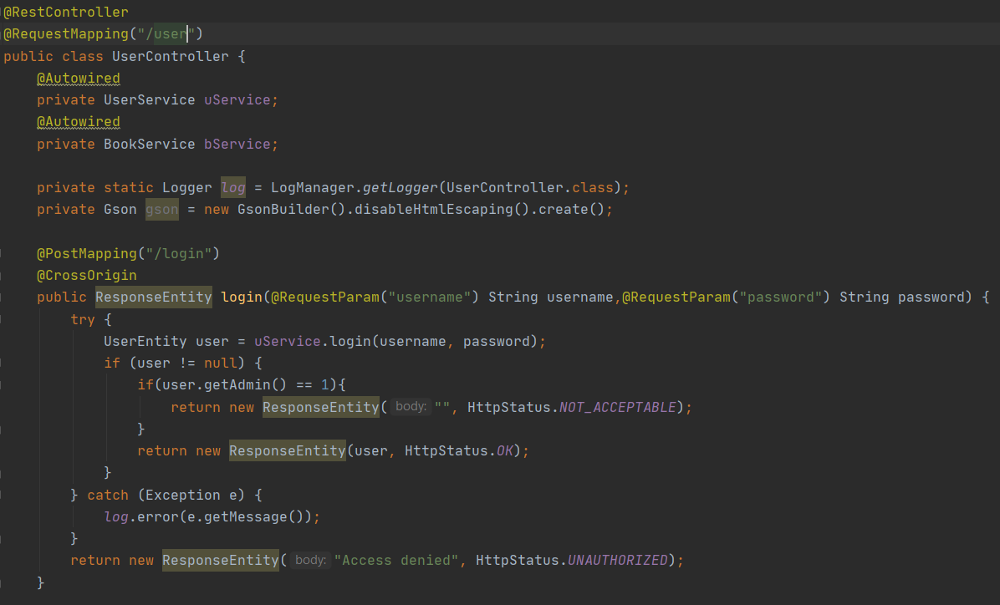 @RestController
@RequestMapping("/user")
public class UserController {
    @Autowired
    private UserService uService;
    @Autowired
    private BookService bService;

    private static Logger log = LogManager.getLogger(UserController.class);
    private Gson gson = new GsonBuilder().disableHtmlEscaping().create();

    @PostMapping("/login")
    @CrossOrigin
    public ResponseEntity login(@RequestParam("username") String username,@RequestParam("password") String password) {
        try {
            UserEntity user = uService.login(username, password);
            if (user != null) {
                if(user.getAdmin() == 1){
                    return new ResponseEntity( body: "", HttpStatus.NOT_ACCEPTABLE);
                }
                return new ResponseEntity(user, HttpStatus.OK);
            }
        } catch (Exception e) {
            log.error(e.getMessage());
        }
        return new ResponseEntity( body: "Access denied", HttpStatus.UNAUTHORIZED);
    }